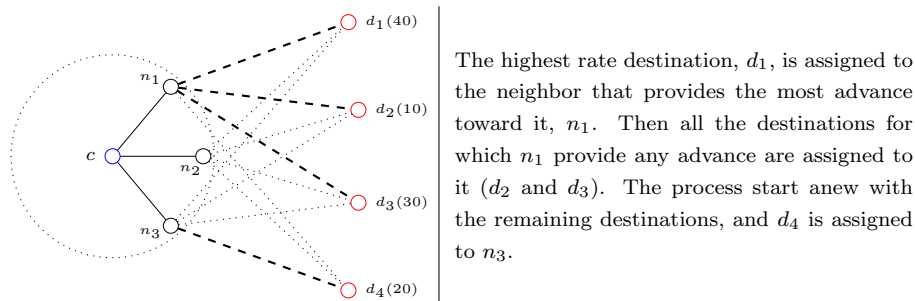 d1(40)
n1
d2(10)
c
n2
d3(30)
n3
d4(20)
The highest rate destination, d1, is assigned to
the neighbor that provides the most advance
toward it, n1. Then all the destinations for
which n1 provide any advance are assigned to
it (d2 and d3). The process start anew with
the remaining destinations, and d4 is assigned
to n3.